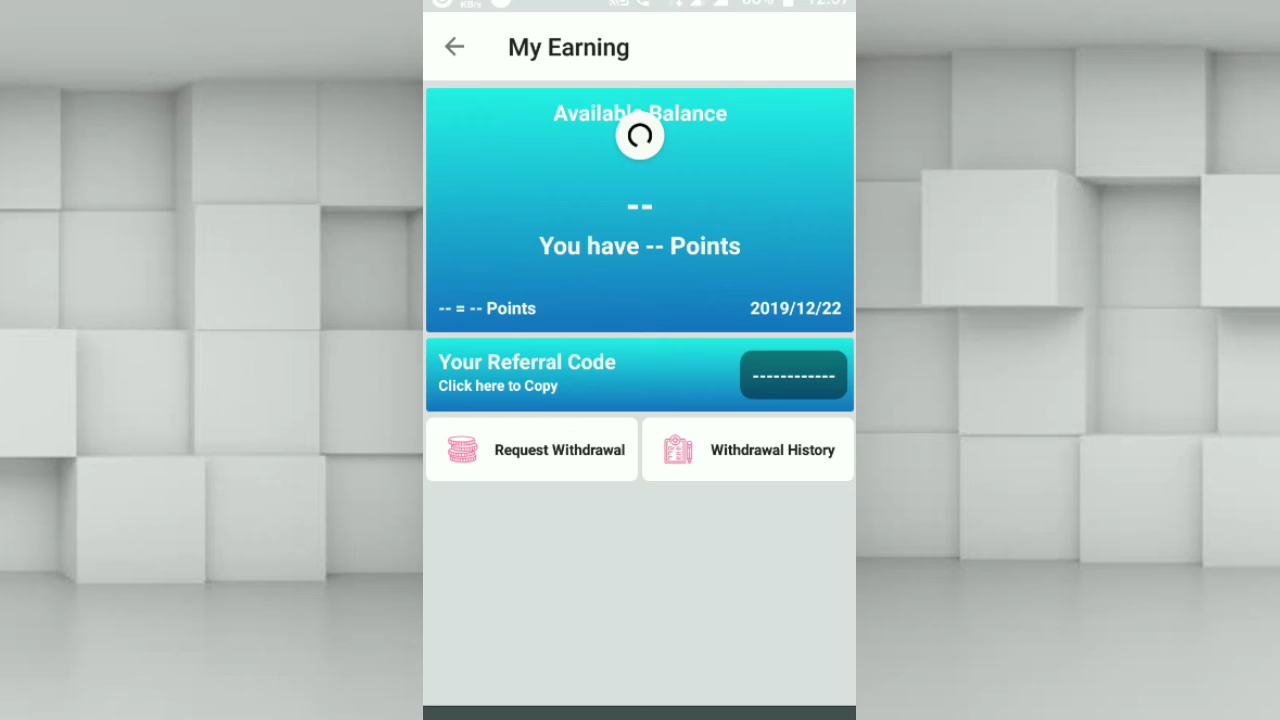 KB/s
My Earning
Available Balance
--
You have -- Points
-- = -- Points
2019/12/22
Your Referral Code
Click here to Copy
------------
Request Withdrawal
Withdrawal History